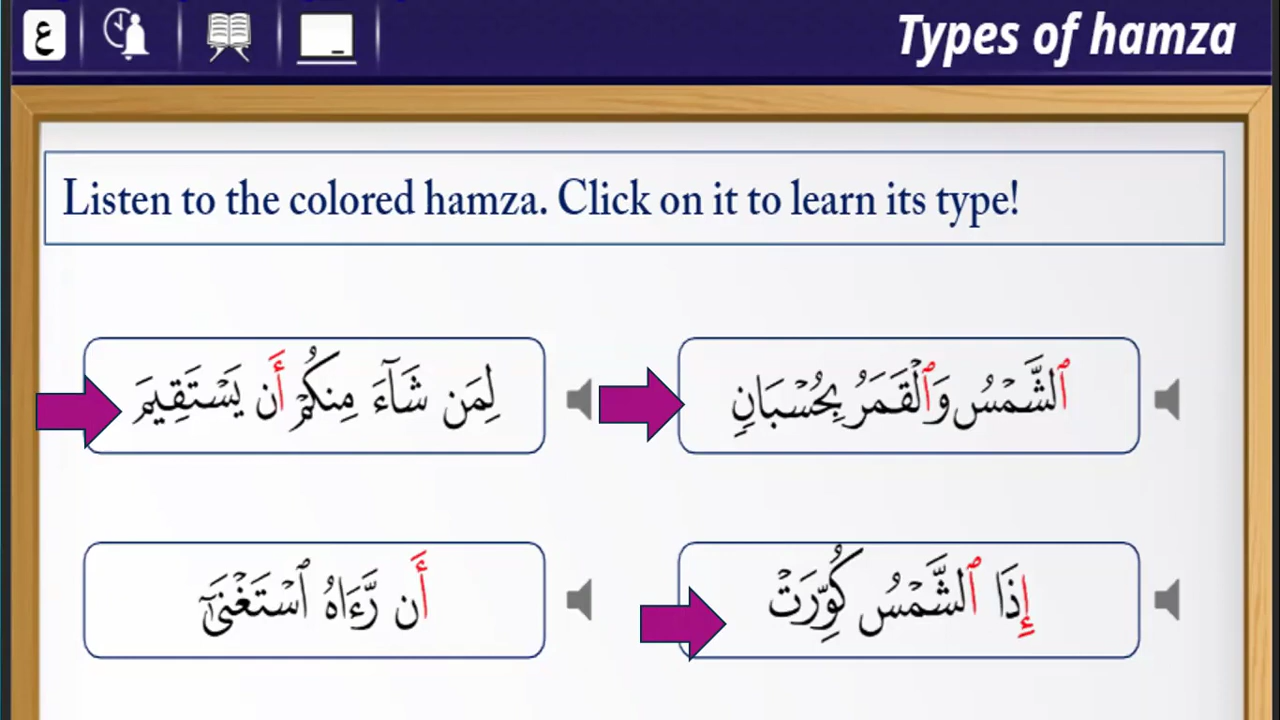 ع
Types of hamza
Listen to the colored hamza. Click on it to learn its type!
ٱلشَّمْسُ وَٱلْقَمَرُ بِحُسْبَانٍ
لِمَن شَآءَ مِنكُمْ أَن يَسْتَقِيمَ
إِذَا ٱلشَّمْسُ كُوِّرَتْ
أَن رَّءَاهُ ٱسْتَغْنَىٰٓ